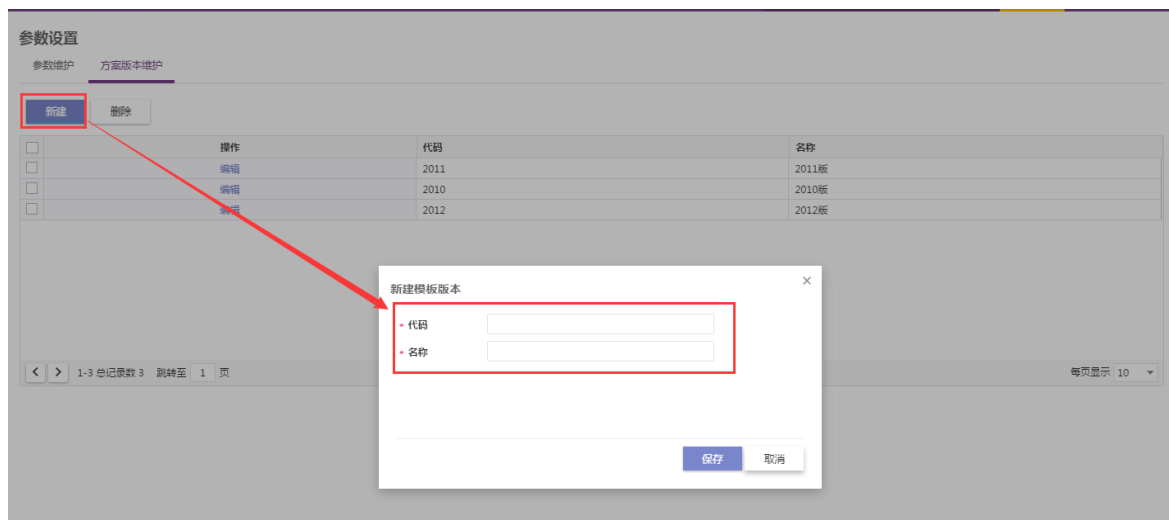 参数设置
参数维护 方案版本维护
新建 删除
操作 代码 名称
编辑 2011 2011版
编辑 2010 2010版
编辑 2012 2012版
新建模板版本 ×
* 代码
* 名称
1-3 总记录数 3 跳转至 1 页 每页显示 10
保存 取消